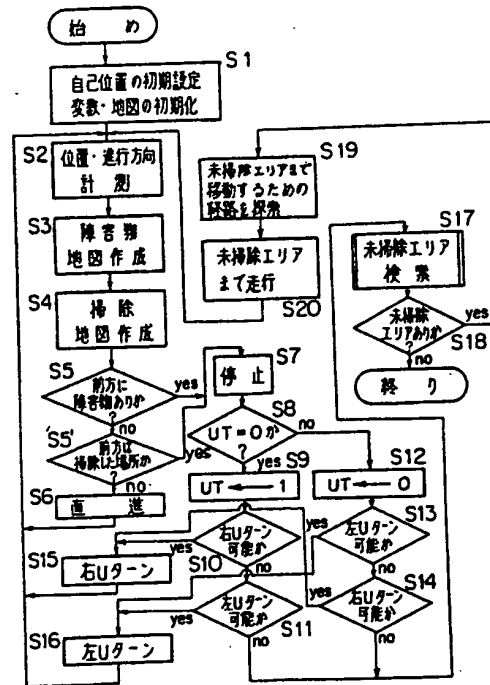 始め
S1
自己位置の初期設定
変数・地図の初期化
S2
位置・進行方向
計測
S3
障害物
地図作成
S4
掃除
地図作成
S5
前方に
障害物ありか
?
yes
no
S5'
前方は
掃除した場所か
?
yes
no
S6
直進
S7
停止
S8
UT=0か
?
no
yes
S9
UT ← 1
S12
UT ← 0
右Uターン
可能か
yes
S10
no
左Uターン
可能か
yes
S11
no
S13
左Uターン
可能か
yes
no
S14
右Uターン
可能か
yes
no
S15
右Uターン
S16
左Uターン
S19
未掃除エリアまで
移動するための
経路を探索
未掃除エリア
まで走行
S20
S17
未掃除エリア
検索
未掃除
エリアありか
?
yes
S18
no
終り